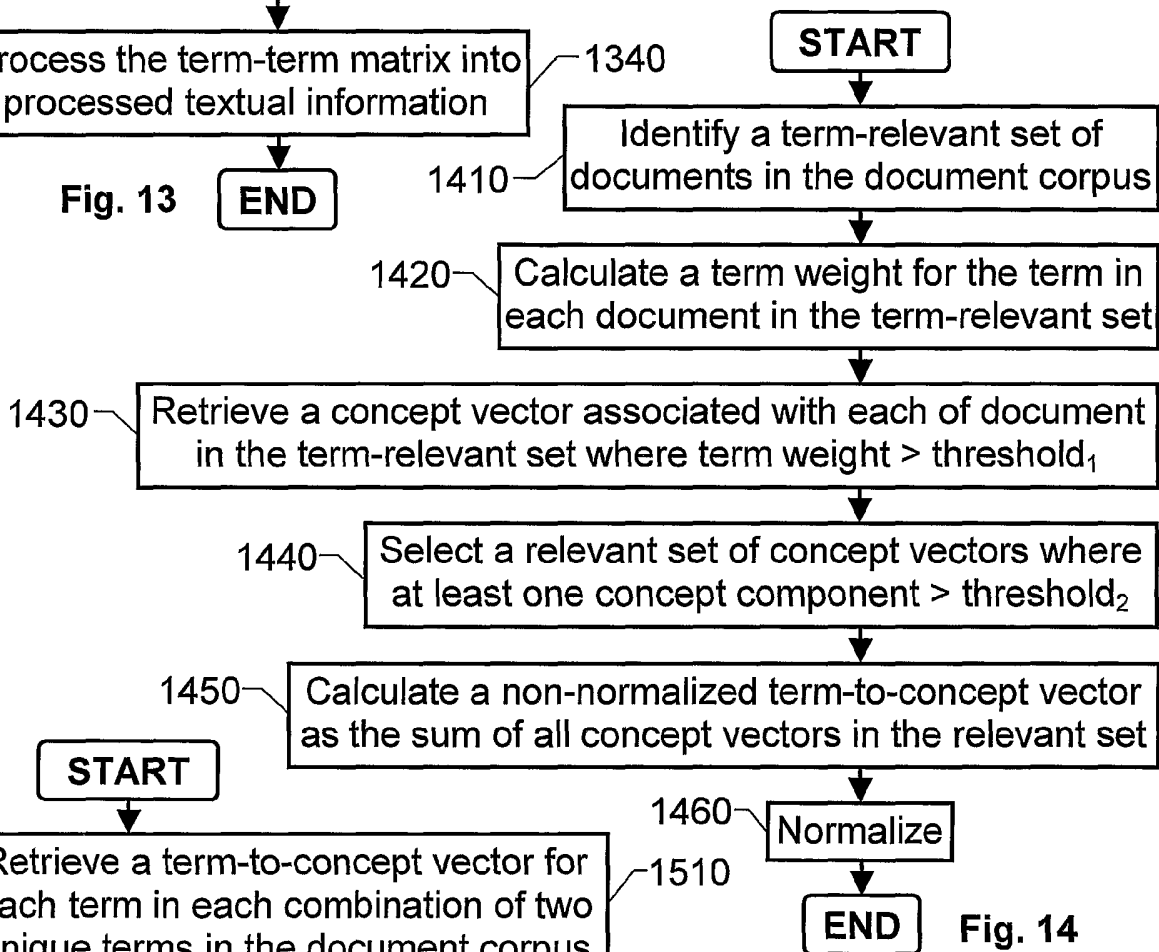 rocess the term-term matrix into
processed textual information
1340
END
Fig. 13
START
Identify a term-relevant set of
documents in the document corpus
1410
Calculate a term weight for the term in
each document in the term-relevant set
1420
Retrieve a concept vector associated with each of document
in the term-relevant set where term weight > threshold₁
1430
Select a relevant set of concept vectors where
at least one concept component > threshold₂
1440
Calculate a non-normalized term-to-concept vector
as the sum of all concept vectors in the relevant set
1450
Normalize
1460
END
Fig. 14
START
Retrieve a term-to-concept vector for
ach term in each combination of two
nique terms in the document corpus
1510